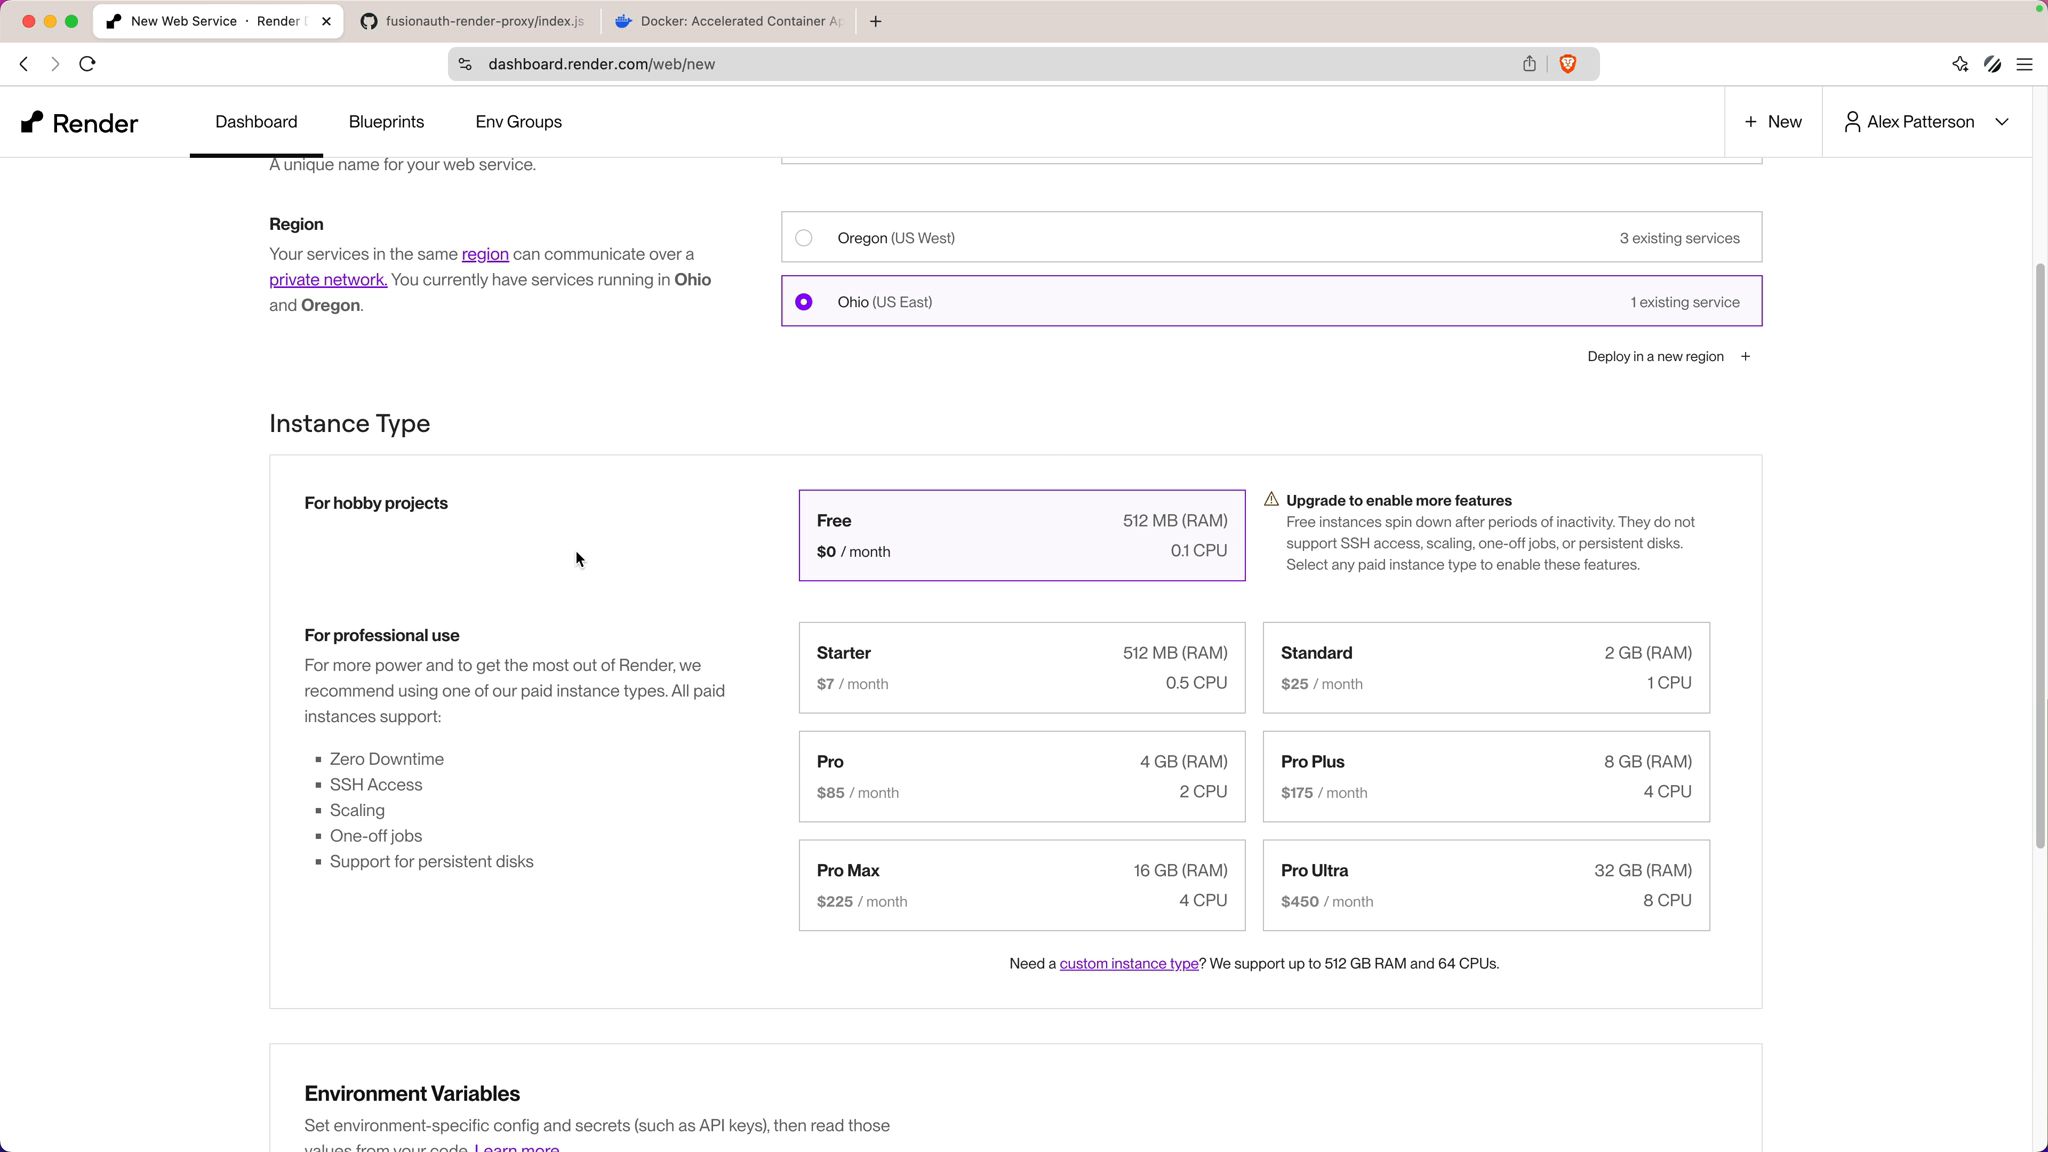 New Web Service · Render D
fusionauth-render-proxy/index.js
Docker: Accelerated Container Ap
dashboard.render.com/web/new
Render
Dashboard
Blueprints
Env Groups
+ New
Alex Patterson
A unique name for your web service.
Region
Your services in the same region can communicate over a
private network. You currently have services running in Ohio
and Oregon.
Oregon (US West)
3 existing services
Ohio (US East)
1 existing service
Deploy in a new region +
Instance Type
For hobby projects
Free
512 MB (RAM)
$0 / month
0.1 CPU
Upgrade to enable more features
Free instances spin down after periods of inactivity. They do not
support SSH access, scaling, one-off jobs, or persistent disks.
Select any paid instance type to enable these features.
For professional use
For more power and to get the most out of Render, we
recommend using one of our paid instance types. All paid
instances support:
▪ Zero Downtime
▪ SSH Access
▪ Scaling
▪ One-off jobs
▪ Support for persistent disks
Starter
512 MB (RAM)
$7 / month
0.5 CPU
Standard
2 GB (RAM)
$25 / month
1 CPU
Pro
4 GB (RAM)
$85 / month
2 CPU
Pro Plus
8 GB (RAM)
$175 / month
4 CPU
Pro Max
16 GB (RAM)
$225 / month
4 CPU
Pro Ultra
32 GB (RAM)
$450 / month
8 CPU
Need a custom instance type? We support up to 512 GB RAM and 64 CPUs.
Environment Variables
Set environment-specific config and secrets (such as API keys), then read those
values from your code. Learn more